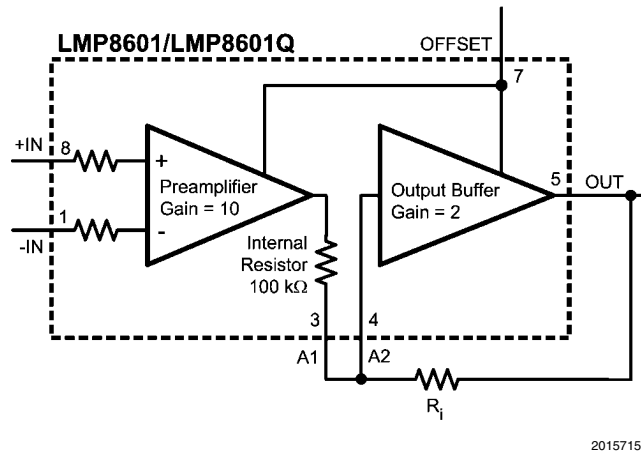 LMP8601/LMP8601Q
OFFSET
7
+IN
8
+
Preamplifier
Gain = 10
-
1
-IN
Output Buffer
Gain = 2
5
OUT
Internal
Resistor
100 kΩ
3
4
A1
A2
Ri
2015715